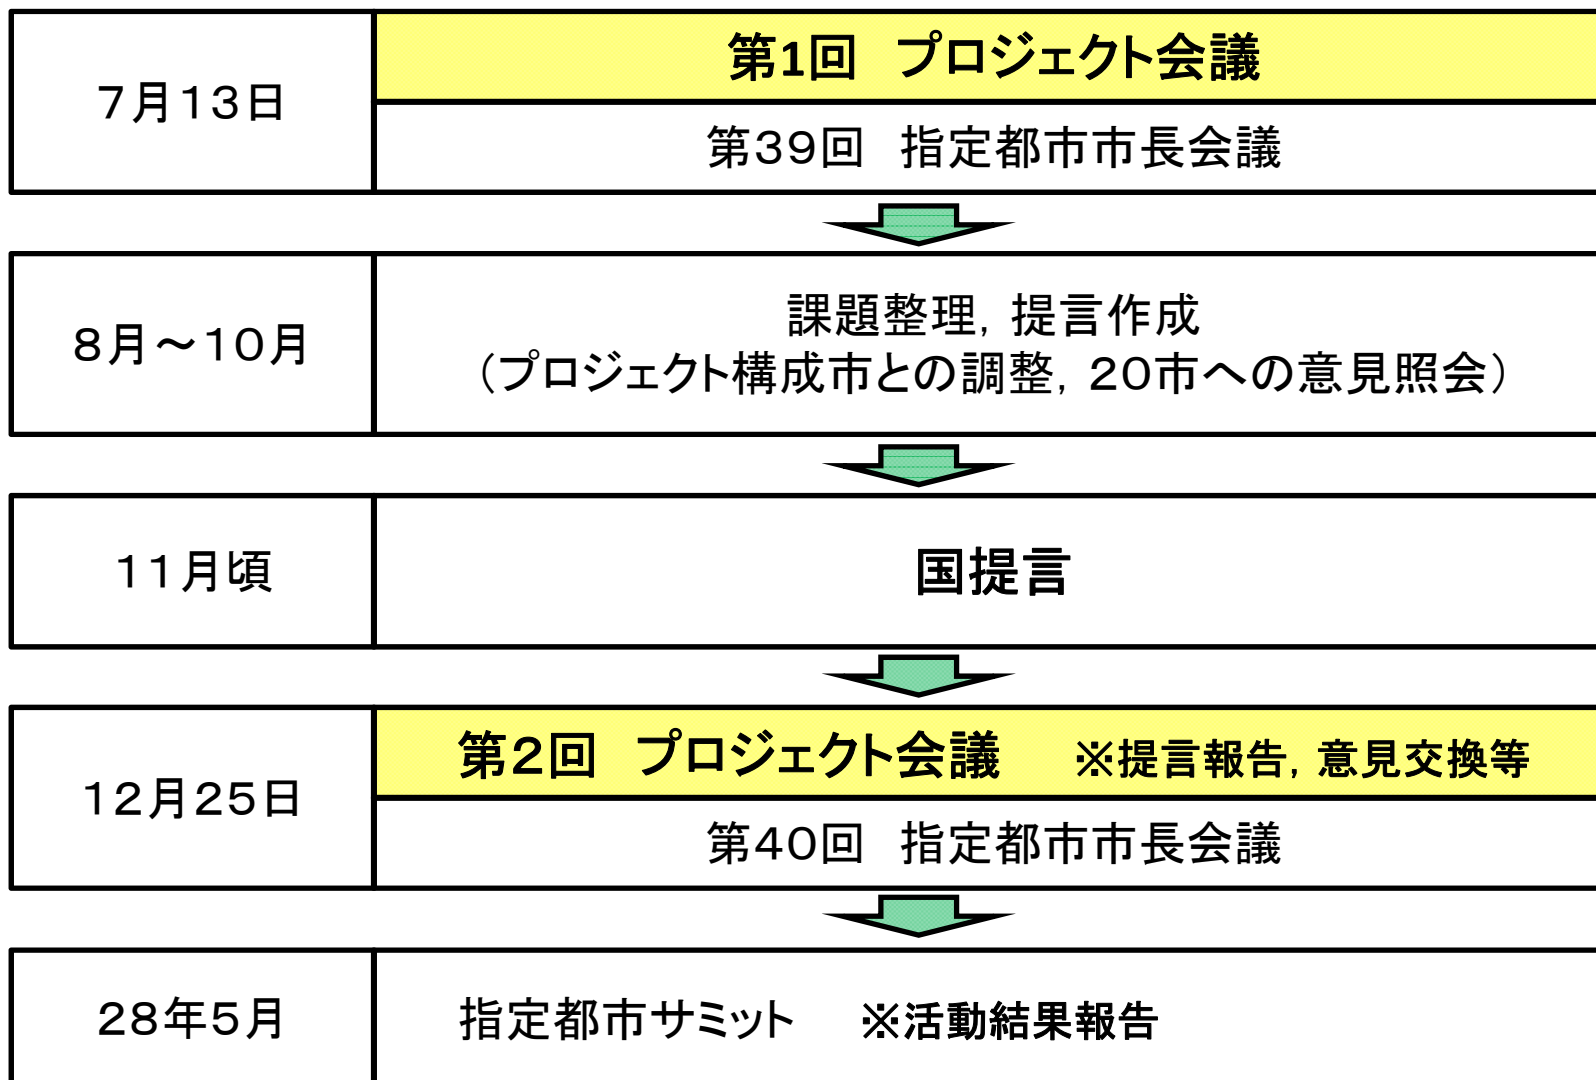 7月13日
第1回　プロジェクト会議
第39回　指定都市市長会議
8月～10月
課題整理，提言作成
（プロジェクト構成市との調整，20市への意見照会）
11月頃
国提言
12月25日
第2回　プロジェクト会議　※提言報告，意見交換等
第40回　指定都市市長会議
28年5月
指定都市サミット　※活動結果報告